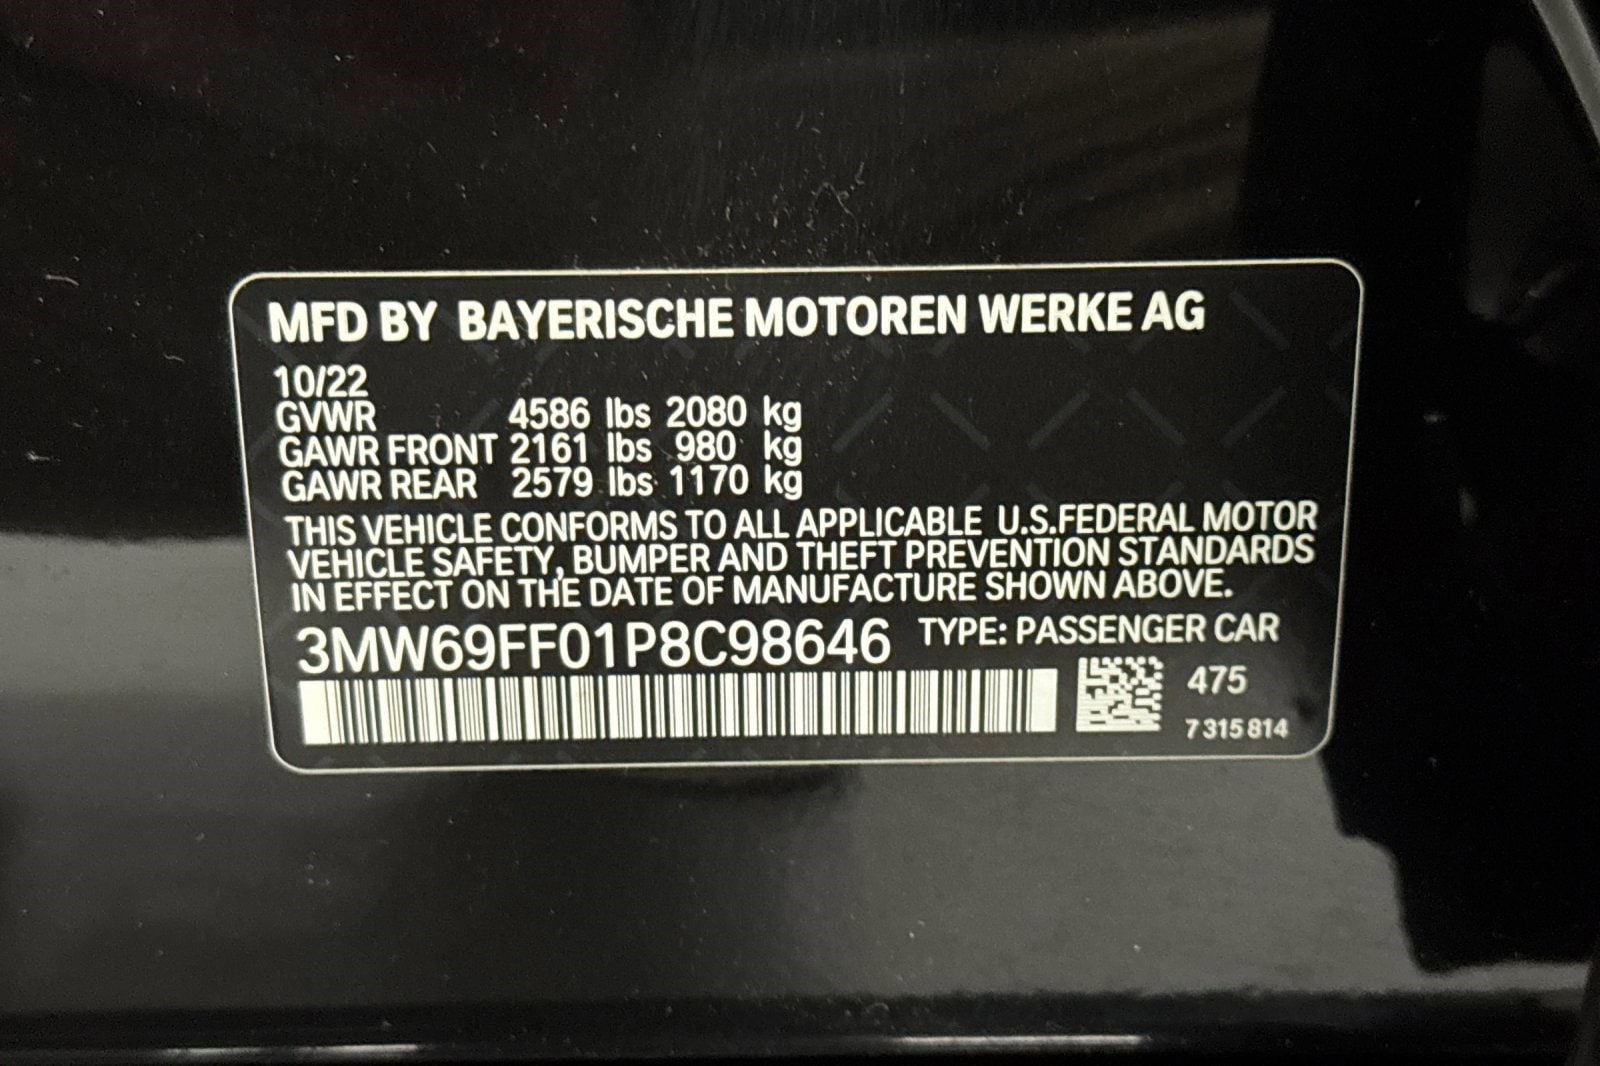 MFD BY BAYERISCHE MOTOREN WERKE AG
10/22
GVWR 4586 lbs 2080 kg
GAWR FRONT 2161 lbs 980 kg
GAWR REAR 2579 lbs 1170 kg
THIS VEHICLE CONFORMS TO ALL APPLICABLE U.S.FEDERAL MOTOR
VEHICLE SAFETY, BUMPER AND THEFT PREVENTION STANDARDS
IN EFFECT ON THE DATE OF MANUFACTURE SHOWN ABOVE.
3MW69FF01P8C98646 TYPE: PASSENGER CAR
475
7 315 814